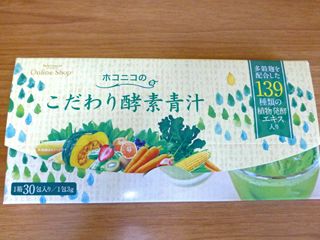 Online Shop
ホコニコの
こだわり酵素青汁
多穀麹を
配合した
139
種類の
植物発酵
エキス
入り
1箱30包入り/1包3g